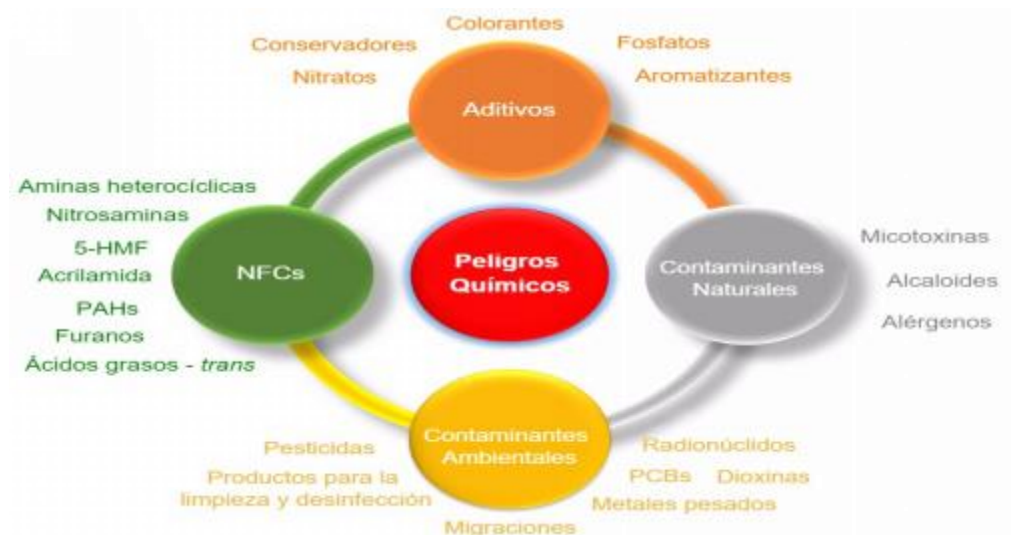 Colorantes
Conservadores
Fosfatos
Nitratos
Aromatizantes
Aditivos
Aminas heterocíclicas
Nitrosaminas
5-HMF
Acrilamida
PAHs
Furanos
Ácidos grasos - trans
NFCs
Peligros
Químicos
Contaminantes
Naturales
Micotoxinas
Alcaloides
Alérgenos
Contaminantes
Ambientales
Pesticidas
Productos para la
limpieza y desinfección
Migraciones
Radionúclidos
PCBs Dioxinas
Metales pesados